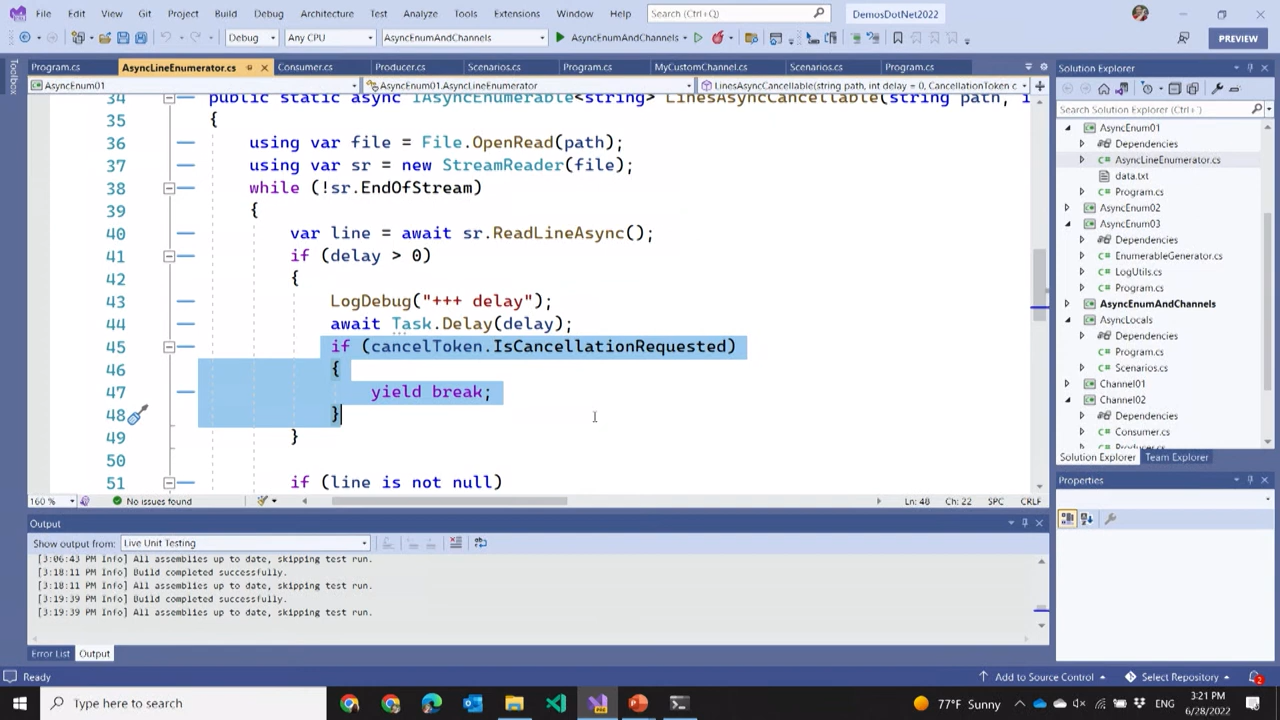 File Edit View Git Project Build Debug Architecture Test Analyze Tools Extensions Window Help Search (Ctrl+Q) DemosDotNet2022
Debug Any CPU AsyncEnumAndChannels AsyncEnumAndChannels PREVIEW
Toolbox
Program.cs AsyncLineEnumerator.cs Consumer.cs Producer.cs Scenarios.cs Program.cs MyCustomChannel.cs Scenarios.cs Program.cs
AsyncEnum01 AsyncEnum01.AsyncLineEnumerator LinesAsyncCancellable(string path, int delay = 0, CancellationToken c
34 public static async IAsyncEnumerable<string> LinesAsyncCancellable(string path, i
35 {
36 using var file = File.OpenRead(path);
37 using var sr = new StreamReader(file);
38 while (!sr.EndOfStream)
39 {
40 var line = await sr.ReadLineAsync();
41 if (delay > 0)
42 {
43 LogDebug("+++ delay");
44 await Task.Delay(delay);
45 if (cancelToken.IsCancellationRequested)
46 {
47 yield break;
48 }
49 }
50
51 if (line is not null)
160 % No issues found Ln: 48 Ch: 22 SPC CRLF
Output
Show output from: Live Unit Testing
[3:06:43 PM Info] All assemblies up to date, skipping test run.
[3:18:11 PM Info] Build completed successfully.
[3:18:11 PM Info] All assemblies up to date, skipping test run.
[3:19:39 PM Info] Build completed successfully.
[3:19:39 PM Info] All assemblies up to date, skipping test run.
Error List Output
Solution Explorer
Search Solution Explorer (Ctrl+')
AsyncEnum01
Dependencies
AsyncLineEnumerator.cs
data.txt
Program.cs
AsyncEnum02
AsyncEnum03
Dependencies
EnumerableGenerator.cs
LogUtils.cs
Program.cs
AsyncEnumAndChannels
AsyncLocals
Dependencies
Program.cs
Scenarios.cs
Channel01
Channel02
Dependencies
Consumer.cs
Producer.cs
Solution Explorer Team Explorer
Properties
Ready Add to Source Control Select Repository 2
Type here to search 77°F Sunny ENG 3:21 PM
6/28/2022